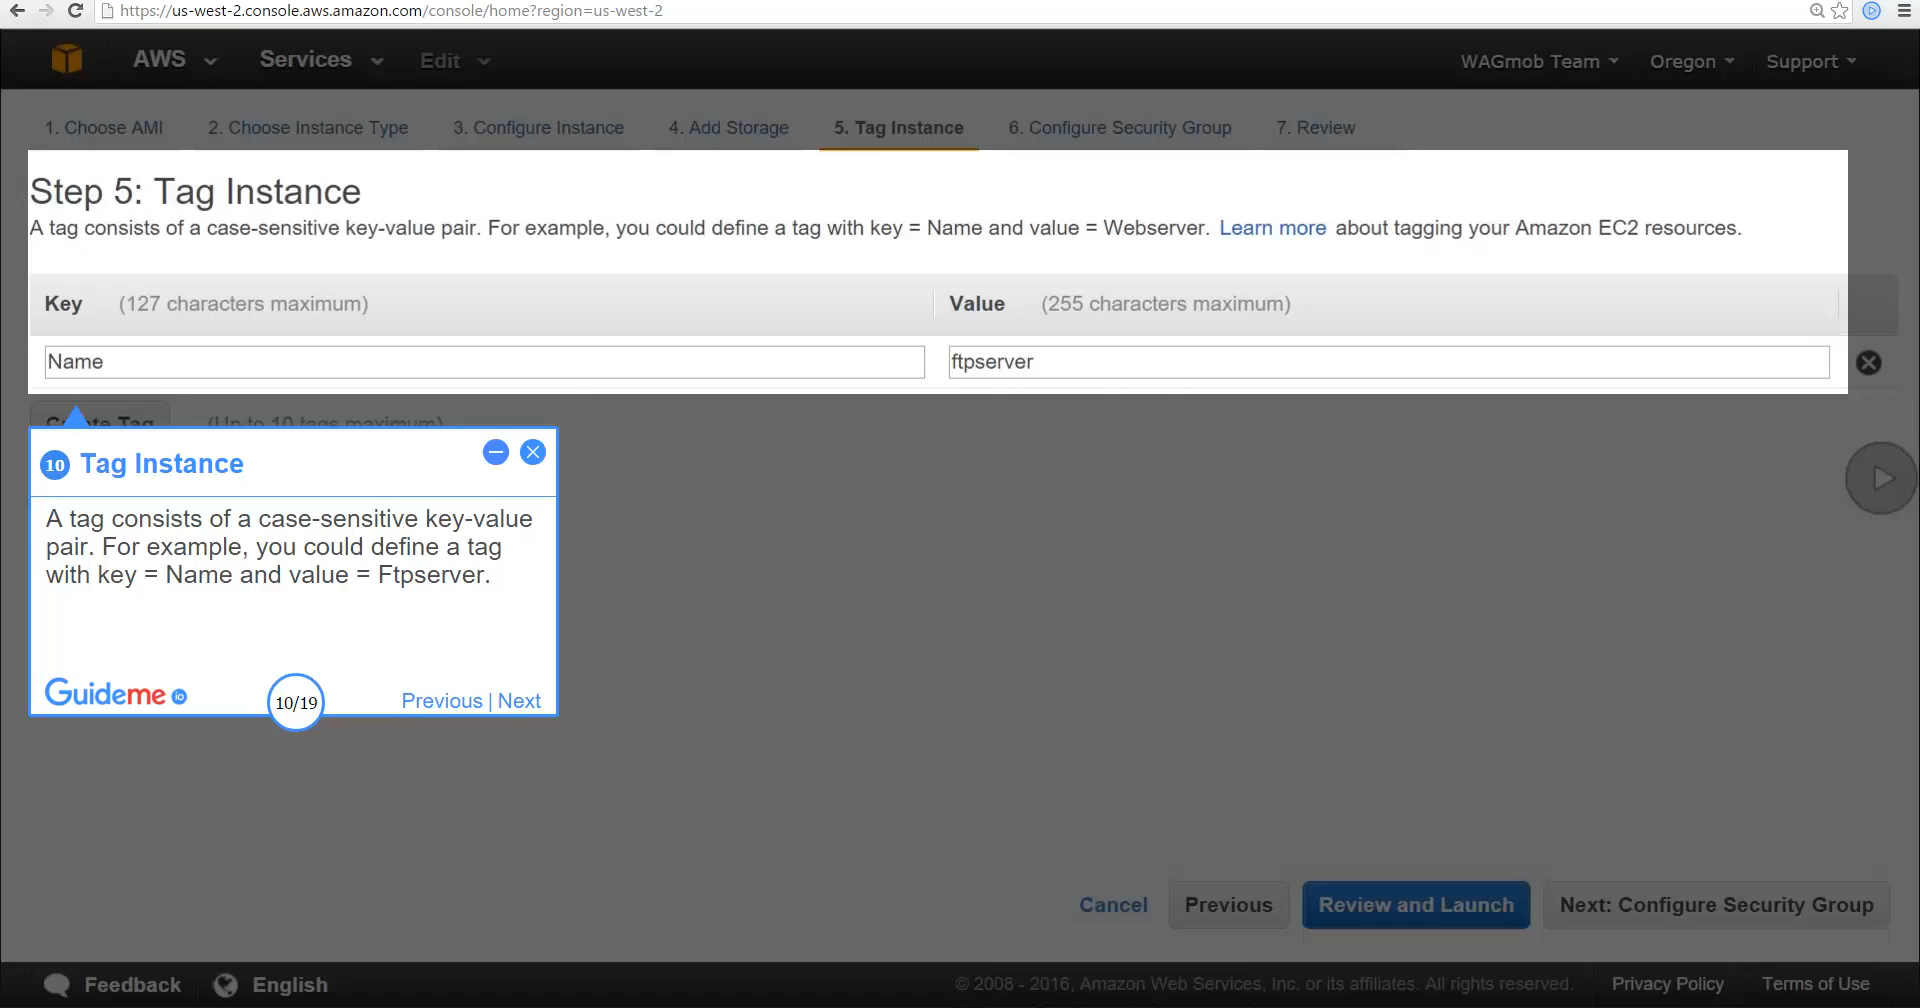 https://us-west-2.console.aws.amazon.com/console/home?region=us-west-2
AWS Services Edit WAGmob Team Oregon Support
1. Choose AMI 2. Choose Instance Type 3. Configure Instance 4. Add Storage 5. Tag Instance 6. Configure Security Group 7. Review
Step 5: Tag Instance
A tag consists of a case-sensitive key-value pair. For example, you could define a tag with key = Name and value = Webserver. Learn more about tagging your Amazon EC2 resources.
Key (127 characters maximum) Value (255 characters maximum)
Name ftpserver
Create Tag (Up to 10 tags maximum)
10 Tag Instance
A tag consists of a case-sensitive key-value
pair. For example, you could define a tag
with key = Name and value = Ftpserver.
Guideme io 10/19 Previous | Next
Cancel Previous Review and Launch Next: Configure Security Group
Feedback English © 2008 - 2016, Amazon Web Services, Inc. or its affiliates. All rights reserved. Privacy Policy Terms of Use